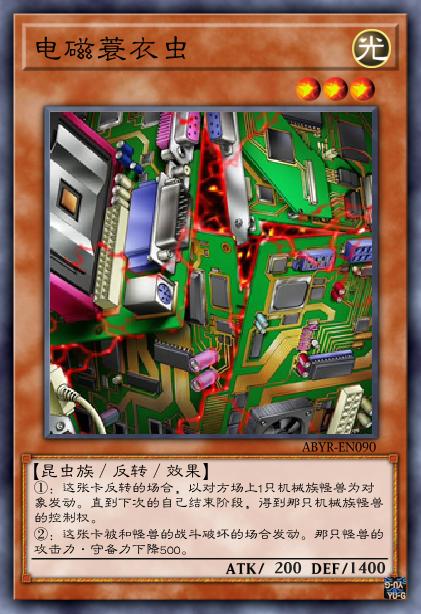 电磁蓑衣虫
光
ABYR-EN090
【昆虫族／反转／效果】
①：这张卡反转的场合，以对方场上1只机械族怪兽为对
象发动。直到下次的自己结束阶段，得到那只机械族怪兽
的控制权。
②：这张卡被和怪兽的战斗破坏的场合发动。那只怪兽的
攻击力·守备力下降500。
ATK/ 200 DEF/1400